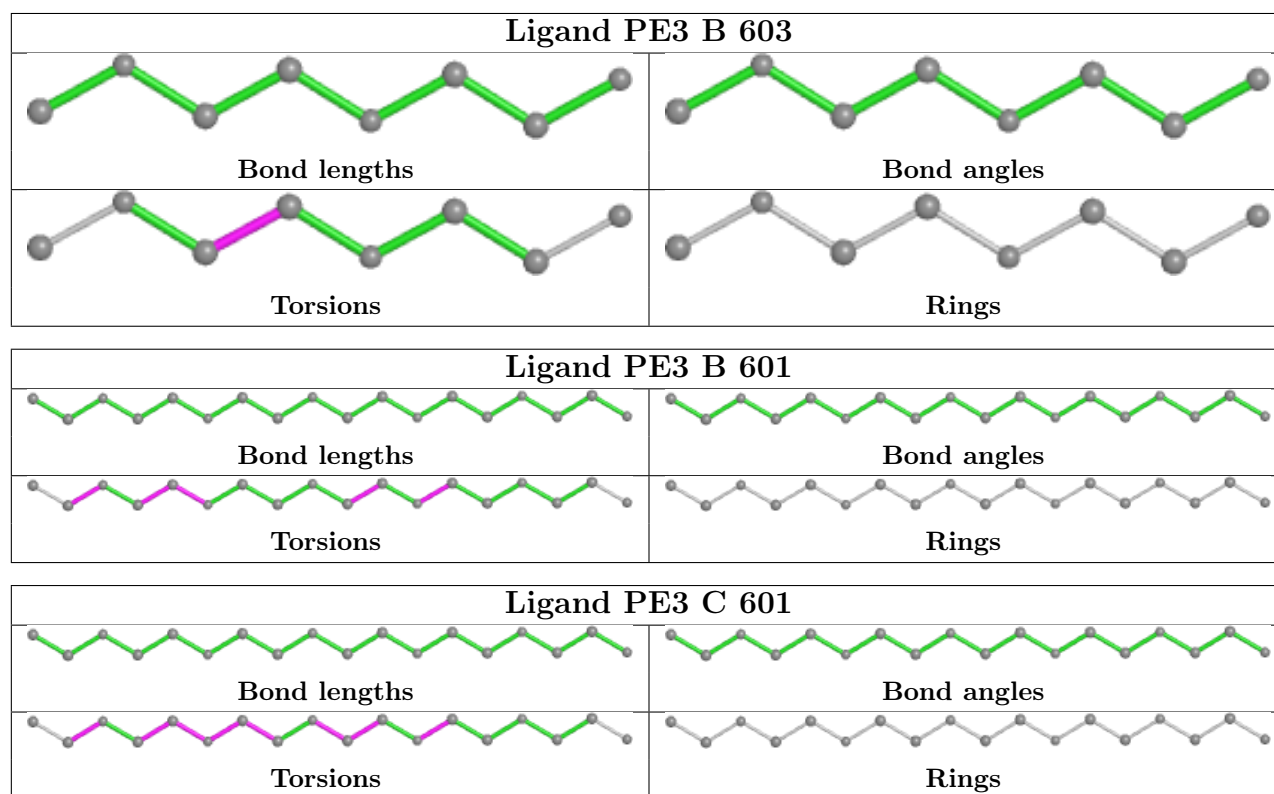 Ligand PE3 B 603
Bond lengths
Bond angles
Torsions
Rings
Ligand PE3 B 601
Bond lengths
Bond angles
Torsions
Rings
Ligand PE3 C 601
Bond lengths
Bond angles
Torsions
Rings